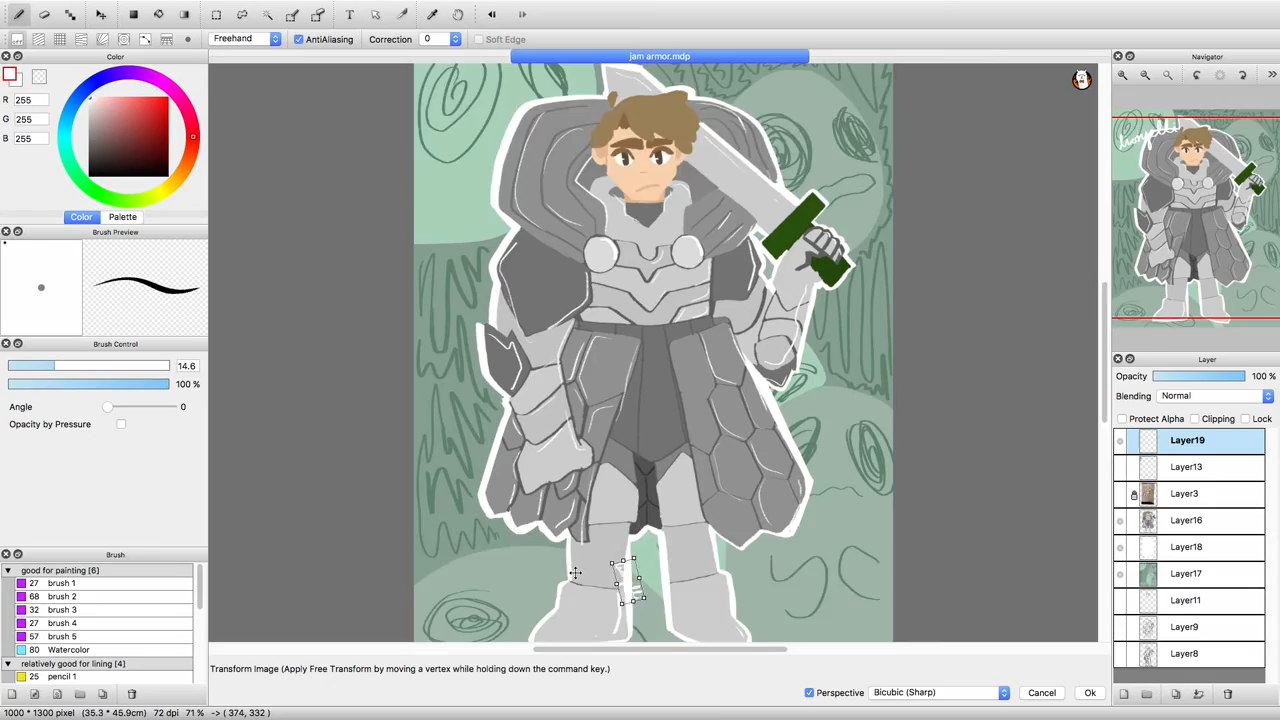 Freehand AntiAliasing Correction 0 Soft Edge
jam armor.mdp
Color
R 255
G 255
B 255
Color Palette
Brush Preview
Brush Control
14.6
100 %
Angle 0
Opacity by Pressure
Brush
good for painting [6]
27 brush 1
68 brush 2
32 brush 3
27 brush 4
57 brush 5
80 Watercolor
relatively good for lining [4]
25 pencil 1
Transform Image (Apply Free Transform by moving a vertex while holding down the command key.)
Perspective Bicubic (Sharp) Cancel Ok
1000 * 1300 pixel (35.3 * 45.9cm) 72 dpi 71 % -> ( 374, 332 )
Navigator
Layer
Opacity 100 %
Blending Normal
Protect Alpha Clipping Lock
Layer19
Layer13
Layer3
Layer16
Layer18
Layer17
Layer11
Layer9
Layer8